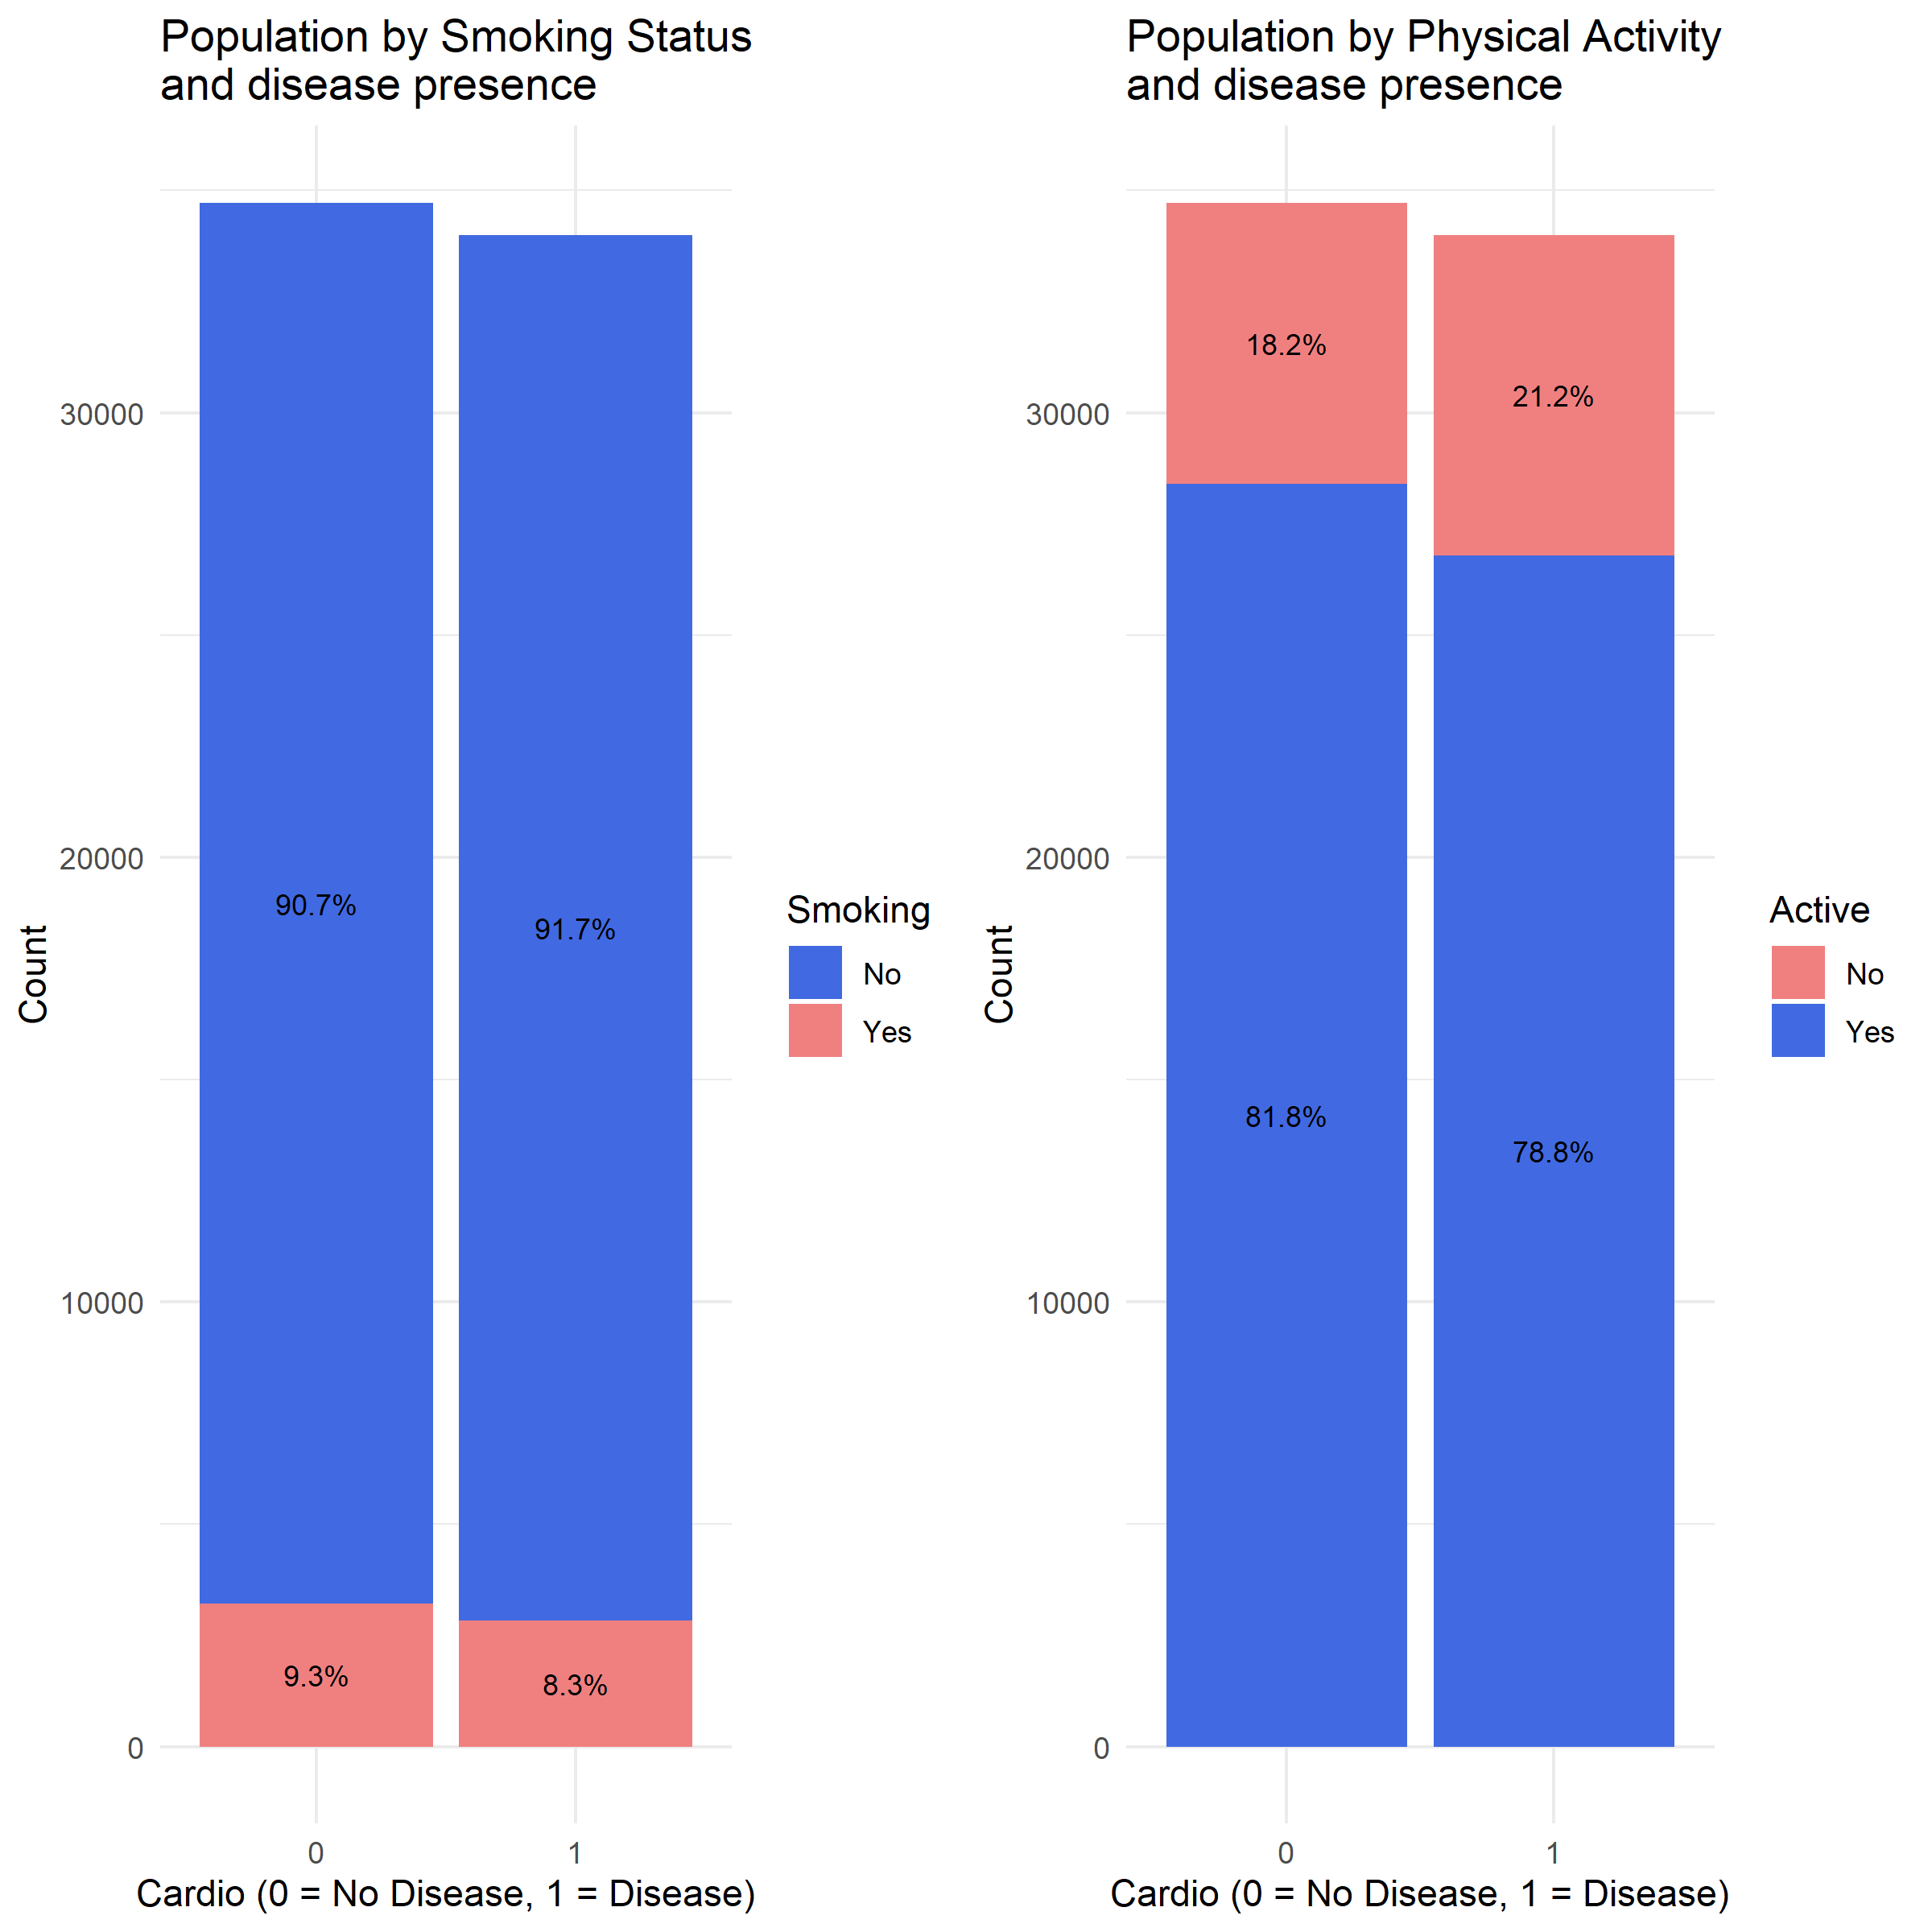 Population by Smoking Status
and disease presence
30000
20000
10000
0
Count
90.7%
91.7%
9.3%
8.3%
0
1
Cardio (0 = No Disease, 1 = Disease)
Smoking
No
Yes
Population by Physical Activity
and disease presence
30000
20000
10000
0
Count
18.2%
21.2%
81.8%
78.8%
0
1
Cardio (0 = No Disease, 1 = Disease)
Active
No
Yes